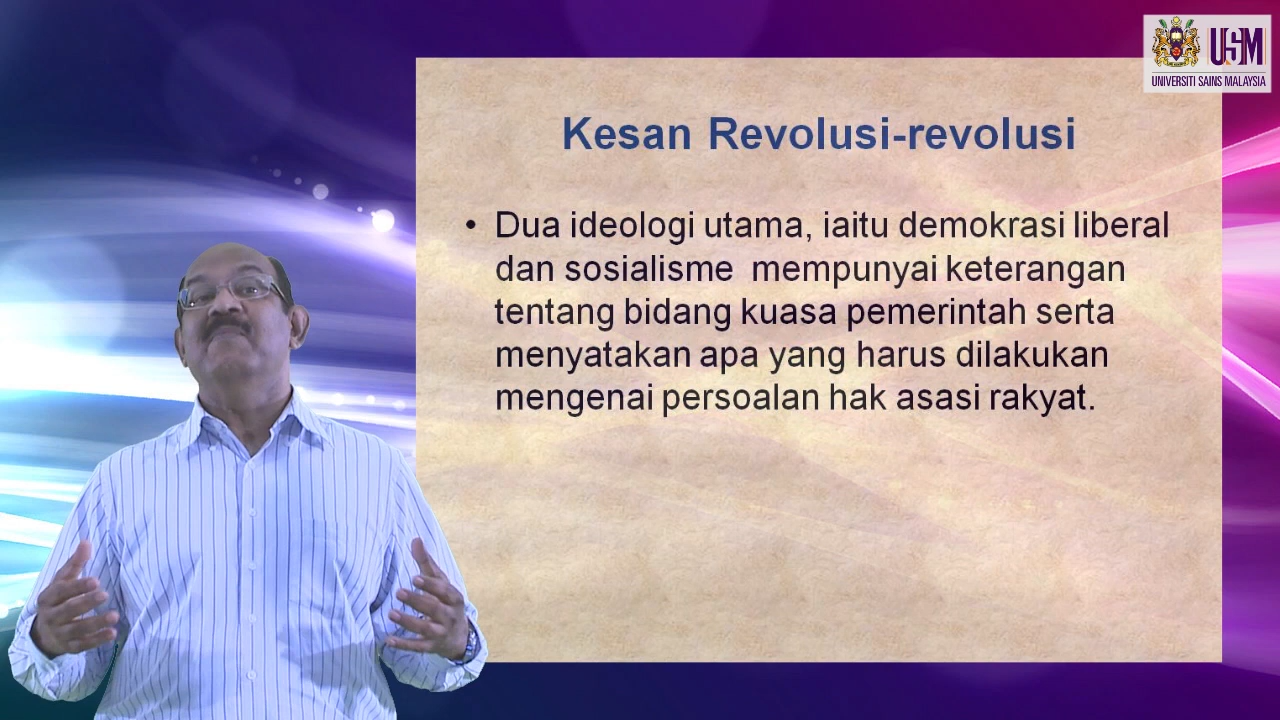 USM
UNIVERSITI SAINS MALAYSIA
Kesan Revolusi-revolusi
• Dua ideologi utama, iaitu demokrasi liberal
dan sosialisme mempunyai keterangan
tentang bidang kuasa pemerintah serta
menyatakan apa yang harus dilakukan
mengenai persoalan hak asasi rakyat.